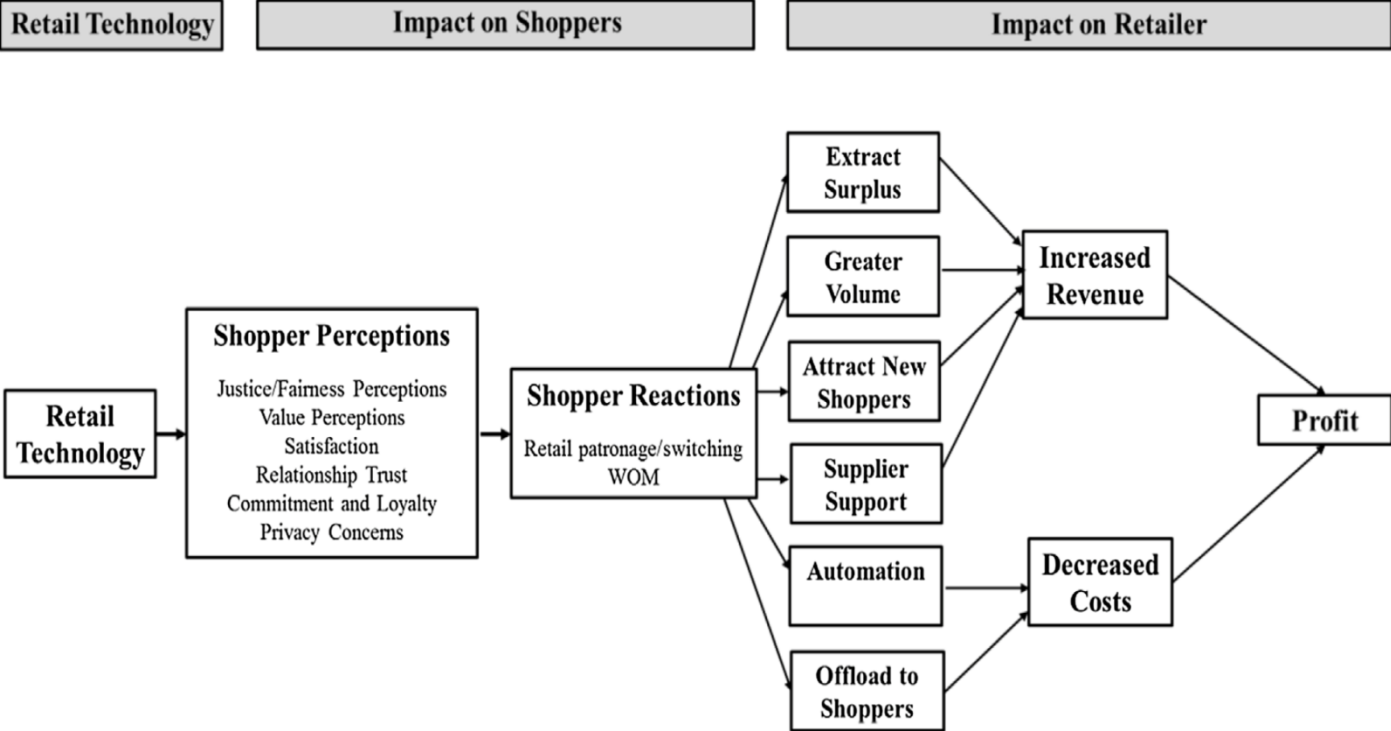 Retail Technology
Impact on Shoppers
Impact on Retailer
Retail
Technology
Shopper Perceptions
Justice/Fairness Perceptions
Value Perceptions
Satisfaction
Relationship Trust
Commitment and Loyalty
Privacy Concerns
Shopper Reactions
Retail patronage/switching
WOM
Extract
Surplus
Greater
Volume
Attract New
Shoppers
Supplier
Support
Automation
Offload to
Shoppers
Increased
Revenue
Decreased
Costs
Profit